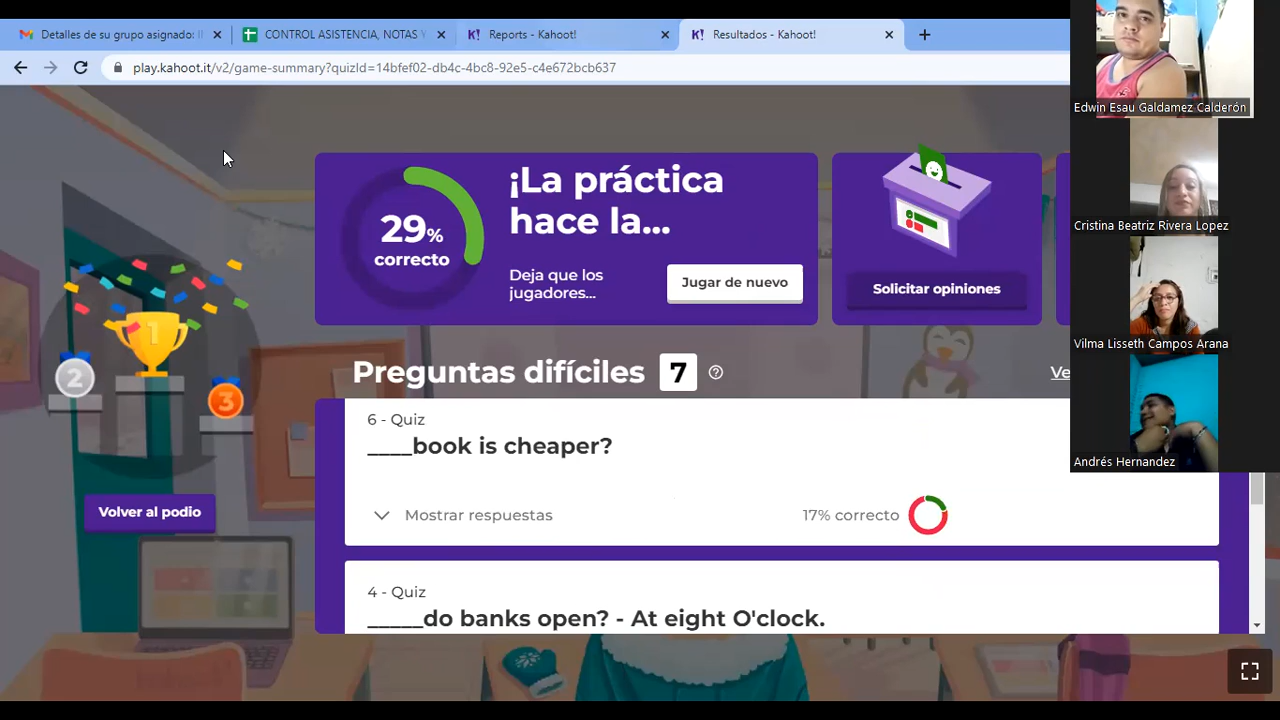 Detalles de su grupo asignado: I
CONTROL ASISTENCIA, NOTAS Y
K! Reports - Kahoot!
K! Resultados - Kahoot!
play.kahoot.it/v2/game-summary?quizId=14bfef02-db4c-4bc8-92e5-c4e672bcb637
29%
correcto
¡La práctica
hace la...
Deja que los
jugadores...
Jugar de nuevo
Solicitar opiniones
1
2
3
Volver al podio
Preguntas difíciles 7
Ve
6 - Quiz
____book is cheaper?
Mostrar respuestas
17% correcto
4 - Quiz
_____do banks open? - At eight O'clock.
Edwin Esau Galdamez Calderón
Cristina Beatriz Rivera Lopez
Vilma Lisseth Campos Arana
Andrés Hernandez